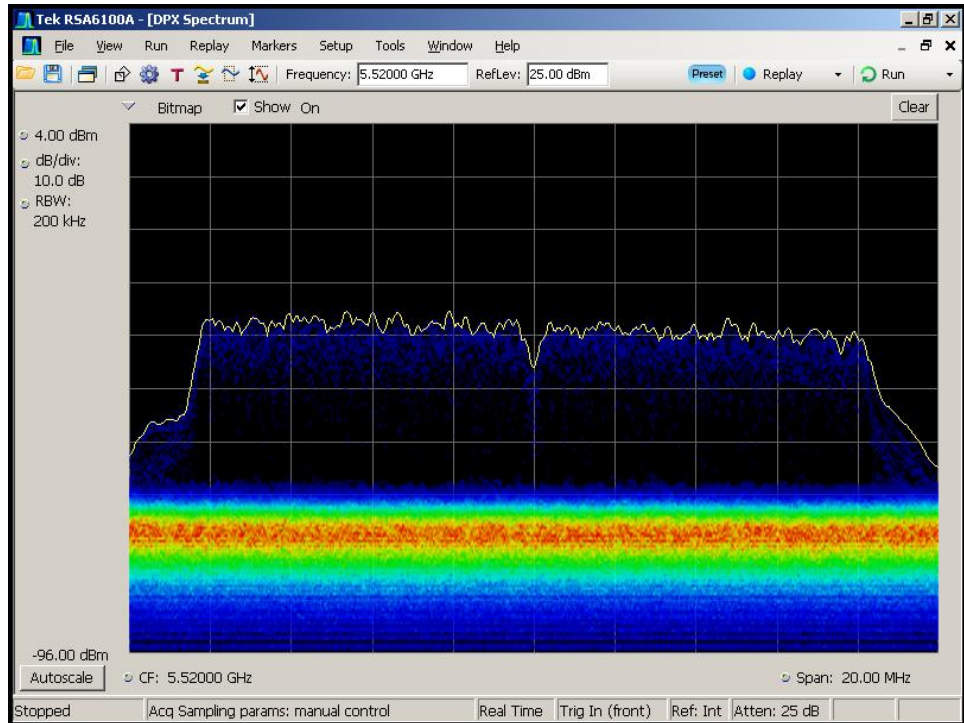 Tek RSA6100A - [DPX Spectrum]
File View Run Replay Markers Setup Tools Window Help
T Frequency: 5.52000 GHz RefLev: 25.00 dBm Preset Replay Run
Bitmap Show On Clear
4.00 dBm
dB/div:
10.0 dB
RBW:
200 kHz
-96.00 dBm
Autoscale CF: 5.52000 GHz Span: 20.00 MHz
Stopped Acq Sampling params: manual control Real Time Trig In (front) Ref: Int Atten: 25 dB